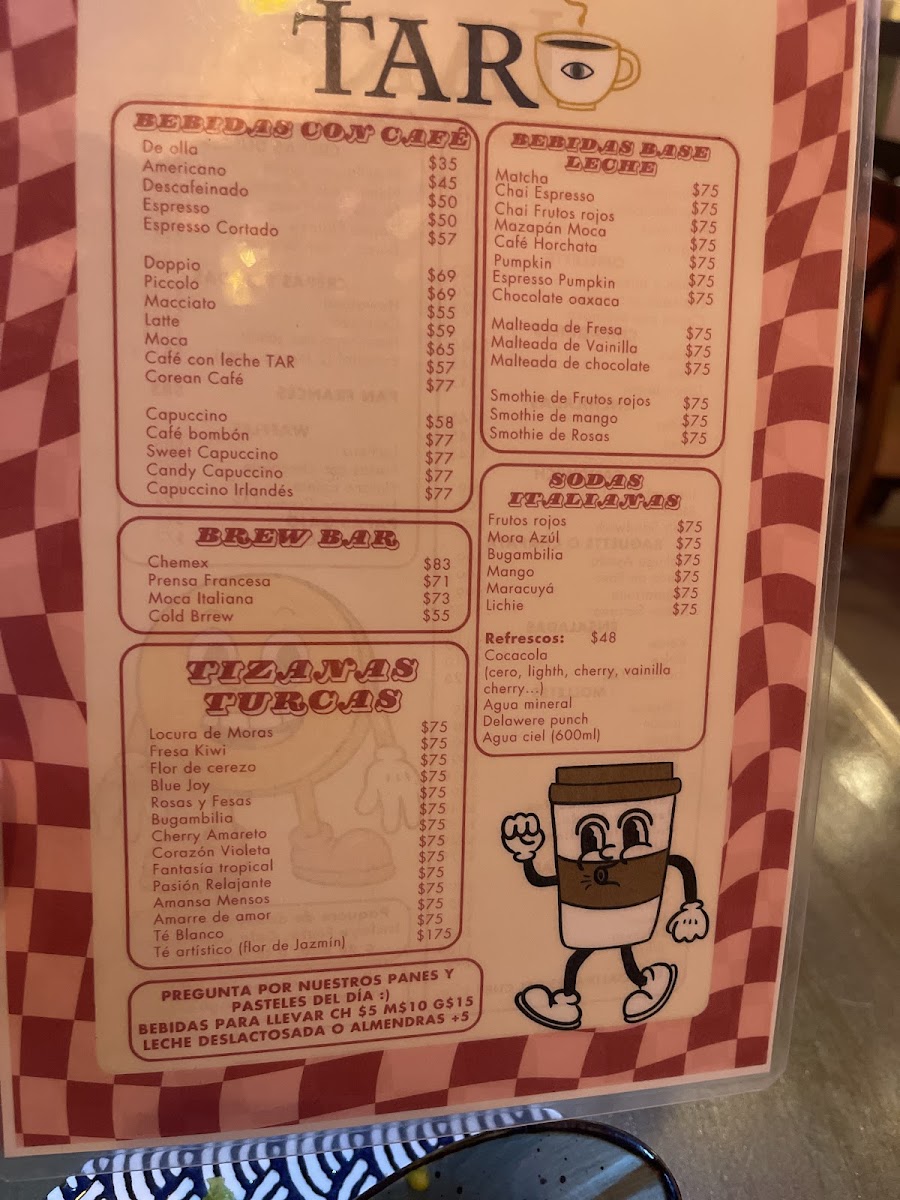 TAR
BEBIDAS CON CAFÉ
De olla $35
Americano $45
Descafeinado $50
Espresso $50
Espresso Cortado $57
Doppio $69
Piccolo $69
Macciato $55
Latte $59
Moca $65
Café con leche TAR $57
Corean Café $77
Capuccino $58
Café bombón $77
Sweet Capuccino $77
Candy Capuccino $77
Capuccino Irlandés $77
BREW BAR
Chemex $83
Prensa Francesa $71
Moca Italiana $73
Cold Brrew $55
TIZANAS
TURCAS
Locura de Moras $75
Fresa Kiwi $75
Flor de cerezo $75
Blue Joy $75
Rosas y Fesas $75
Bugambilia $75
Cherry Amareto $75
Corazón Violeta $75
Fantasía tropical $75
Pasión Relajante $75
Amansa Mensos $75
Amarre de amor $75
Té Blanco $75
Té artístico (flor de Jazmín) $175
PREGUNTA POR NUESTROS PANES Y
PASTELES DEL DÍA :)
BEBIDAS PARA LLEVAR CH $5 M$10 G$15
LECHE DESLACTOSADA O ALMENDRAS +5
BEBIDAS BASE
LECHE
Matcha
Chai Espresso $75
Chai Frutos rojos $75
Mazapán Moca $75
Café Horchata $75
Pumpkin $75
Espresso Pumpkin $75
Chocolate oaxaca $75
Malteada de Fresa $75
Malteada de Vainilla $75
Malteada de chocolate $75
Smothie de Frutos rojos $75
Smothie de mango $75
Smothie de Rosas $75
SODAS
ITALIANAS
Frutos rojos $75
Mora Azúl $75
Bugambilia $75
Mango $75
Maracuyá $75
Lichie $75
Refrescos: $48
Cocacola
(cero, lighth, cherry, vainilla
cherry...)
Agua mineral
Delawere punch
Agua ciel (600ml)